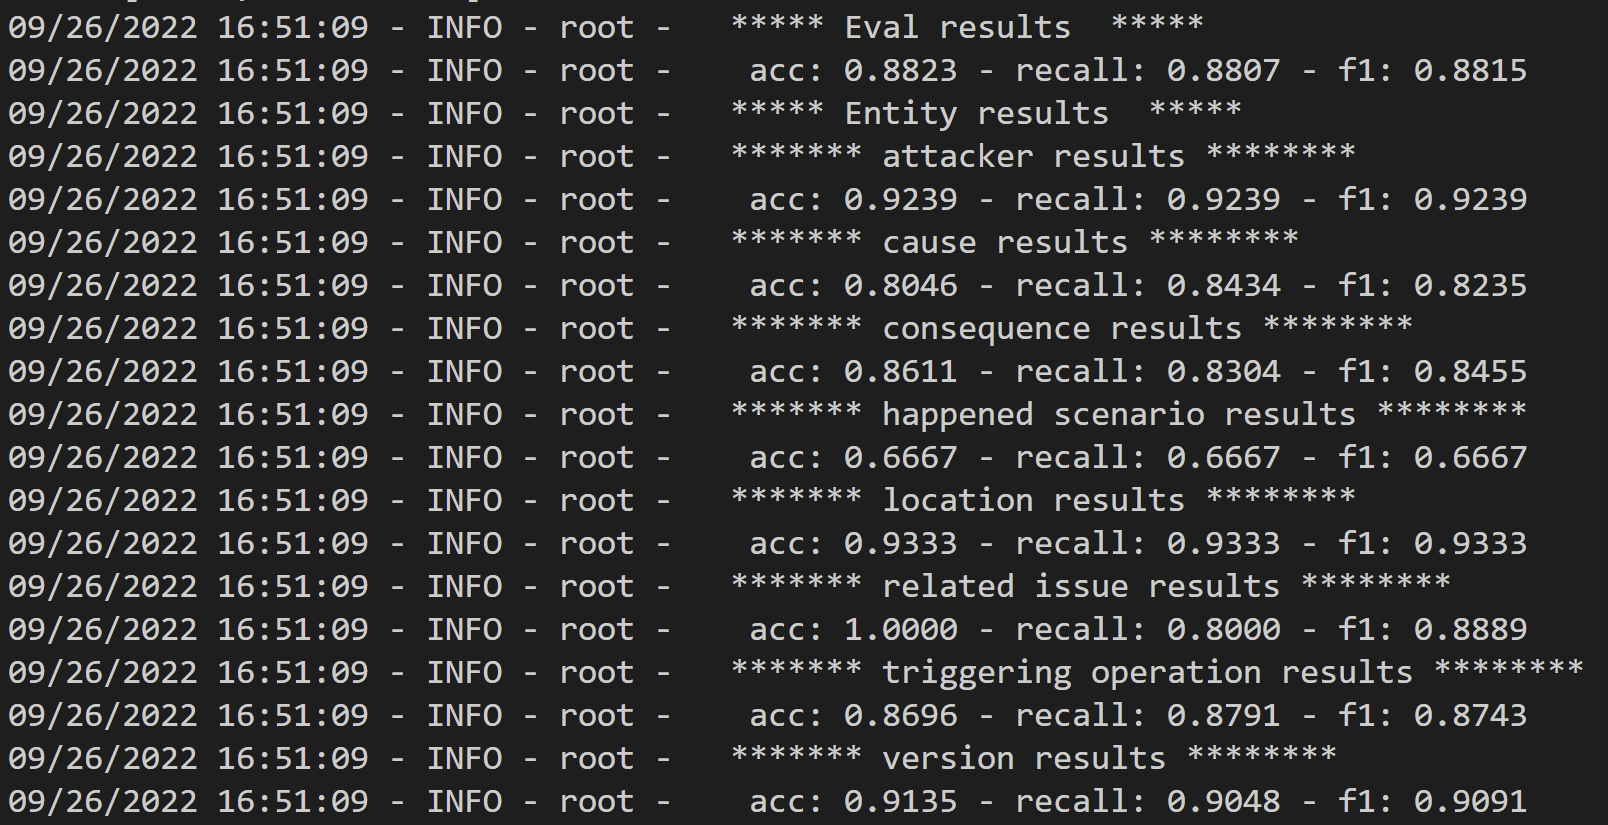 09/26/2022 16:51:09 - INFO - root -   ***** Eval results  *****
09/26/2022 16:51:09 - INFO - root -    acc: 0.8823 - recall: 0.8807 - f1: 0.8815
09/26/2022 16:51:09 - INFO - root -   ***** Entity results  *****
09/26/2022 16:51:09 - INFO - root -   ******* attacker results ********
09/26/2022 16:51:09 - INFO - root -    acc: 0.9239 - recall: 0.9239 - f1: 0.9239
09/26/2022 16:51:09 - INFO - root -   ******* cause results ********
09/26/2022 16:51:09 - INFO - root -    acc: 0.8046 - recall: 0.8434 - f1: 0.8235
09/26/2022 16:51:09 - INFO - root -   ******* consequence results ********
09/26/2022 16:51:09 - INFO - root -    acc: 0.8611 - recall: 0.8304 - f1: 0.8455
09/26/2022 16:51:09 - INFO - root -   ******* happened scenario results ********
09/26/2022 16:51:09 - INFO - root -    acc: 0.6667 - recall: 0.6667 - f1: 0.6667
09/26/2022 16:51:09 - INFO - root -   ******* location results ********
09/26/2022 16:51:09 - INFO - root -    acc: 0.9333 - recall: 0.9333 - f1: 0.9333
09/26/2022 16:51:09 - INFO - root -   ******* related issue results ********
09/26/2022 16:51:09 - INFO - root -    acc: 1.0000 - recall: 0.8000 - f1: 0.8889
09/26/2022 16:51:09 - INFO - root -   ******* triggering operation results ********
09/26/2022 16:51:09 - INFO - root -    acc: 0.8696 - recall: 0.8791 - f1: 0.8743
09/26/2022 16:51:09 - INFO - root -   ******* version results ********
09/26/2022 16:51:09 - INFO - root -    acc: 0.9135 - recall: 0.9048 - f1: 0.9091